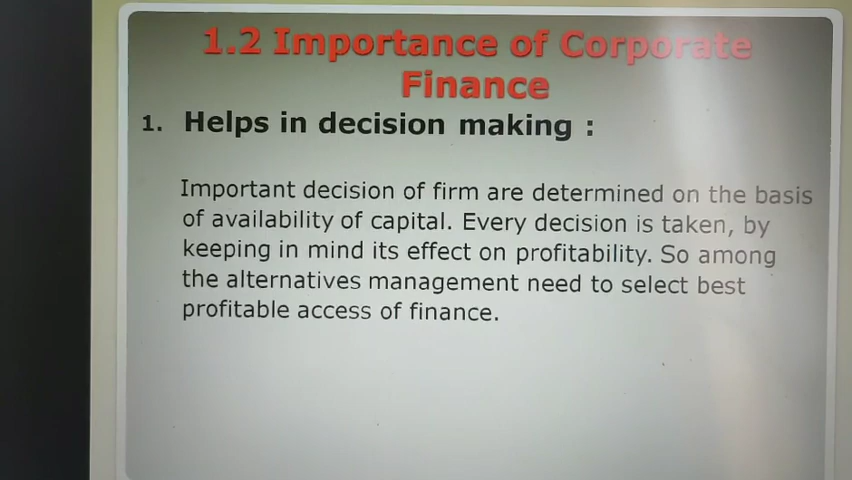 1.2 Importance of Corporate
Finance
1. Helps in decision making :
Important decision of firm are determined on the basis
of availability of capital. Every decision is taken, by
keeping in mind its effect on profitability. So among
the alternatives management need to select best
profitable access of finance.